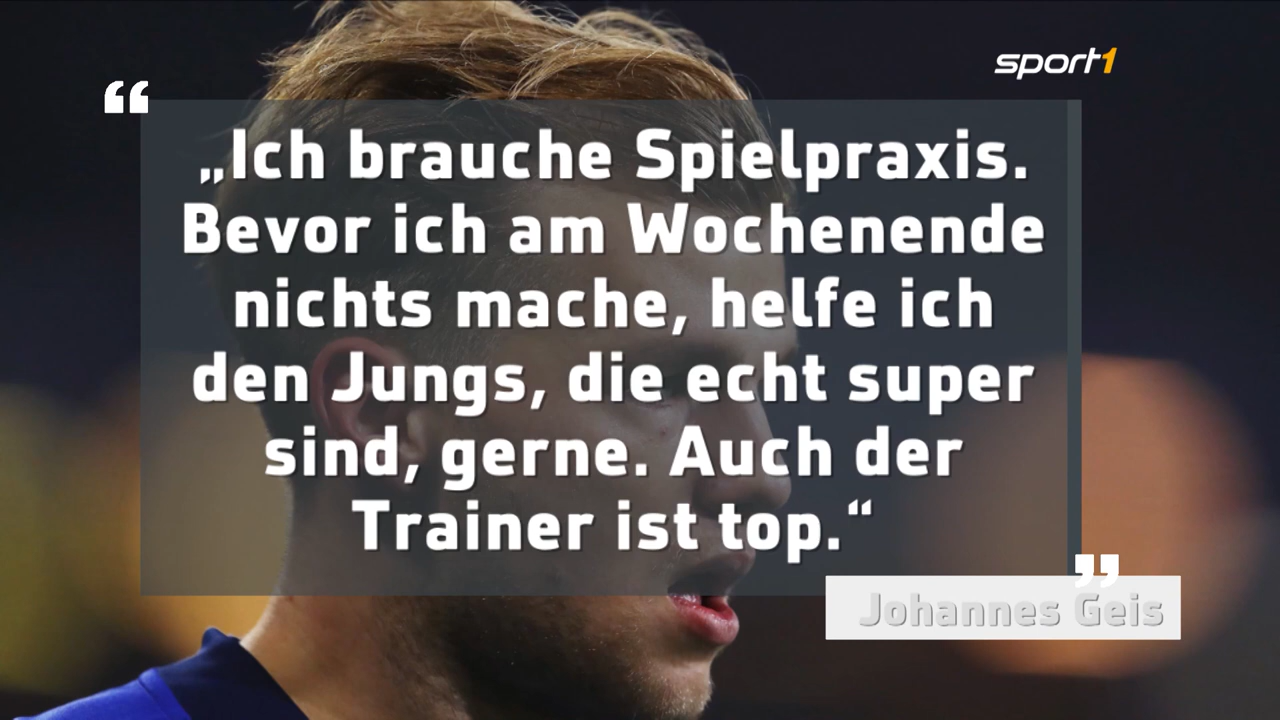 sport1
“
„Ich brauche Spielpraxis.
Bevor ich am Wochenende
nichts mache, helfe ich
den Jungs, die echt super
sind, gerne. Auch der
Trainer ist top.“
”
Johannes Geis